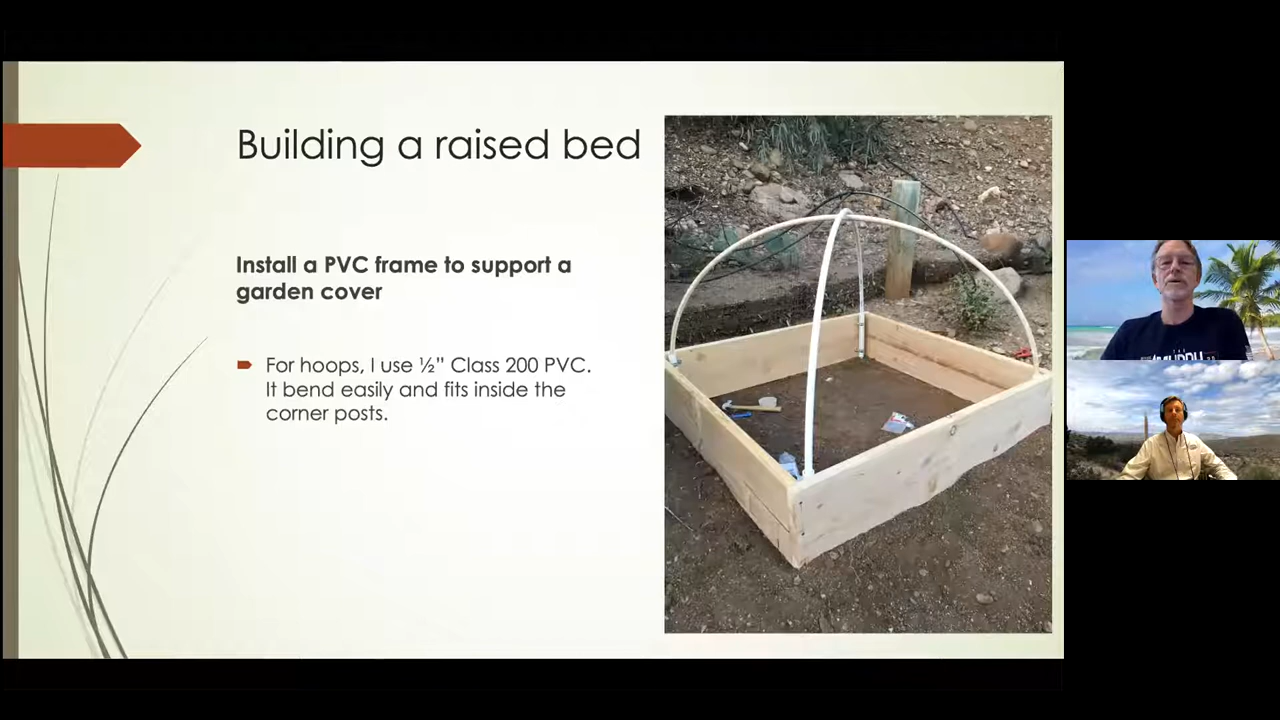 Building a raised bed
Install a PVC frame to support a
garden cover
For hoops, I use ½” Class 200 PVC.
It bend easily and fits inside the
corner posts.